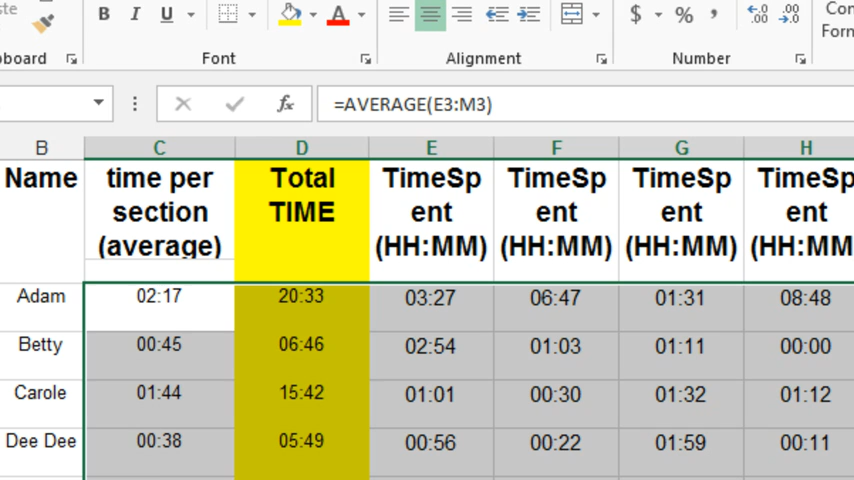 ste
B I U A $ % , ←.0 .00 .00 →.0 Con
Form
board Font Alignment Number
fx =AVERAGE(E3:M3)
B C D E F G H
Name time per section (average) Total TIME TimeSp ent (HH:MM) TimeSp ent (HH:MM) TimeSp ent (HH:MM) TimeSp ent (HH:MM
Adam 02:17 20:33 03:27 06:47 01:31 08:48
Betty 00:45 06:46 02:54 01:03 01:11 00:00
Carole 01:44 15:42 01:01 00:30 01:32 01:12
Dee Dee 00:38 05:49 00:56 00:22 01:59 00:11